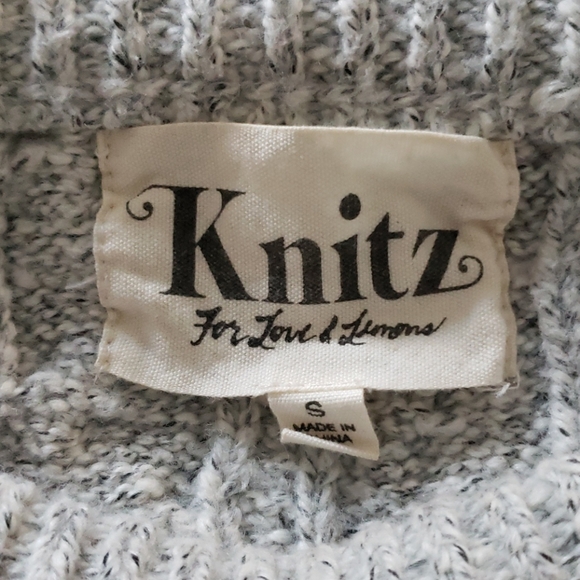 Knitz
For Love & Lemons
S
MADE IN
CHINA